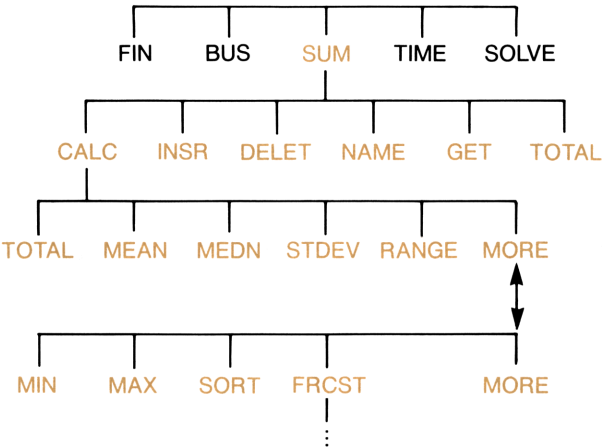 FIN BUS SUM TIME SOLVE
CALC INSR DELET NAME GET TOTAL
TOTAL MEAN MEDN STDEV RANGE MORE
MIN MAX SORT FRCST MORE